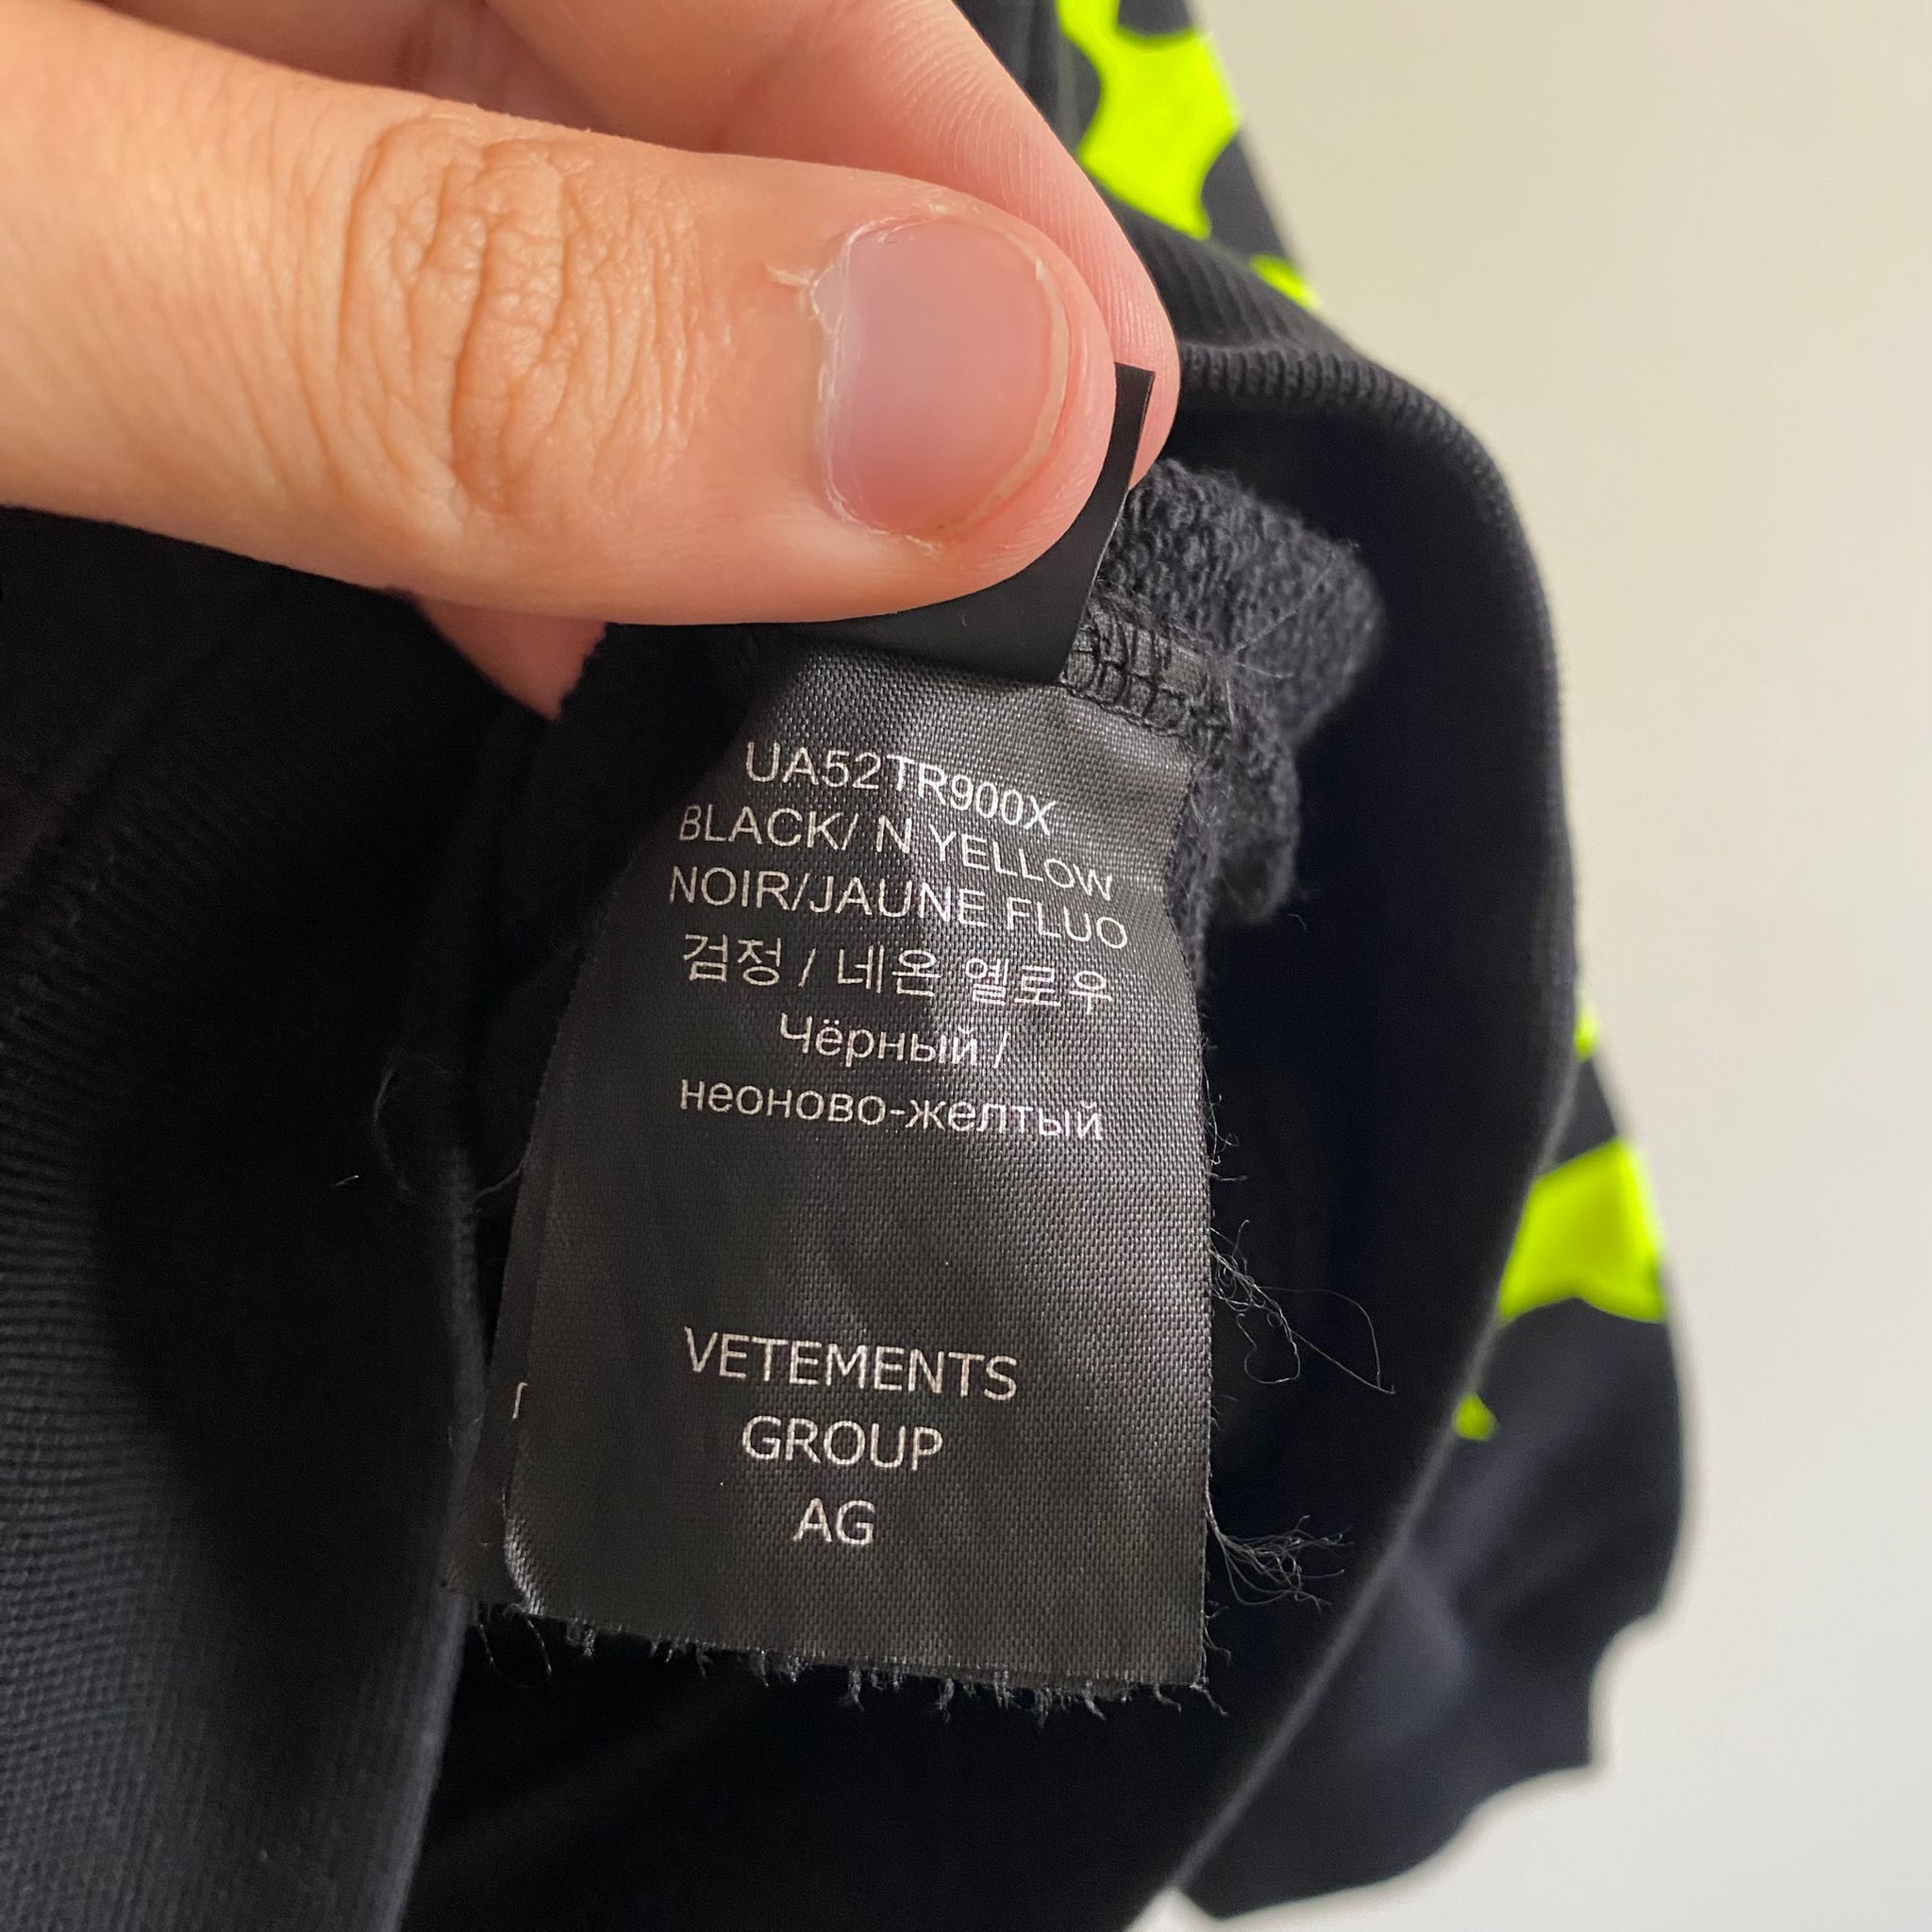 UA52TR900X
BLACK/ N YELLOW
NOIR/JAUNE FLUO
검정 / 네온 옐로우
Чёрный /
неоново-желтый
VETEMENTS
GROUP
AG